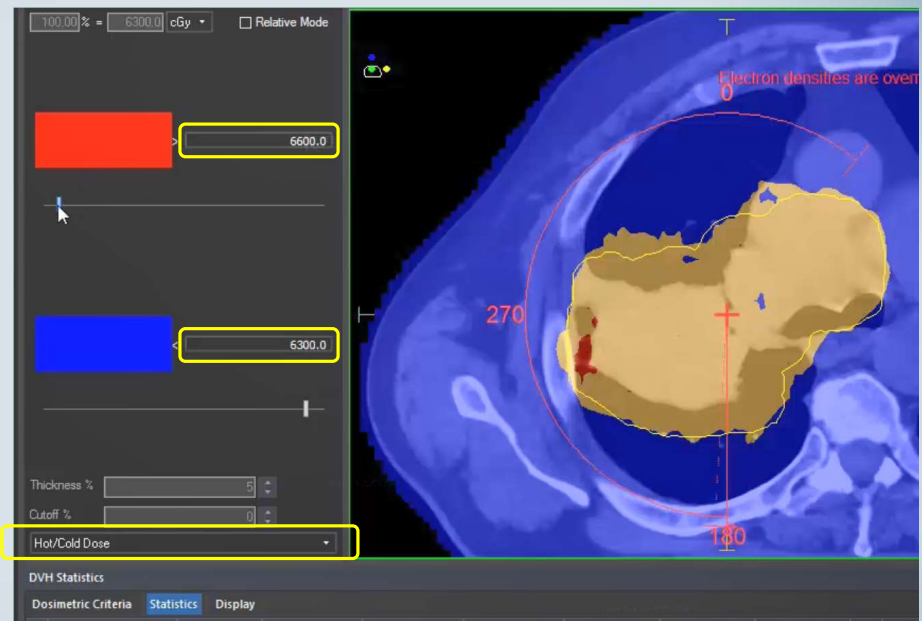 100.00 % = 6300.0 cGy Relative Mode
Electron densities are over
0
> 6600.0
270
< 6300.0
Thickness % 5
Cutoff % 0
180
Hot/Cold Dose
DVH Statistics
Dosimetric Criteria Statistics Display